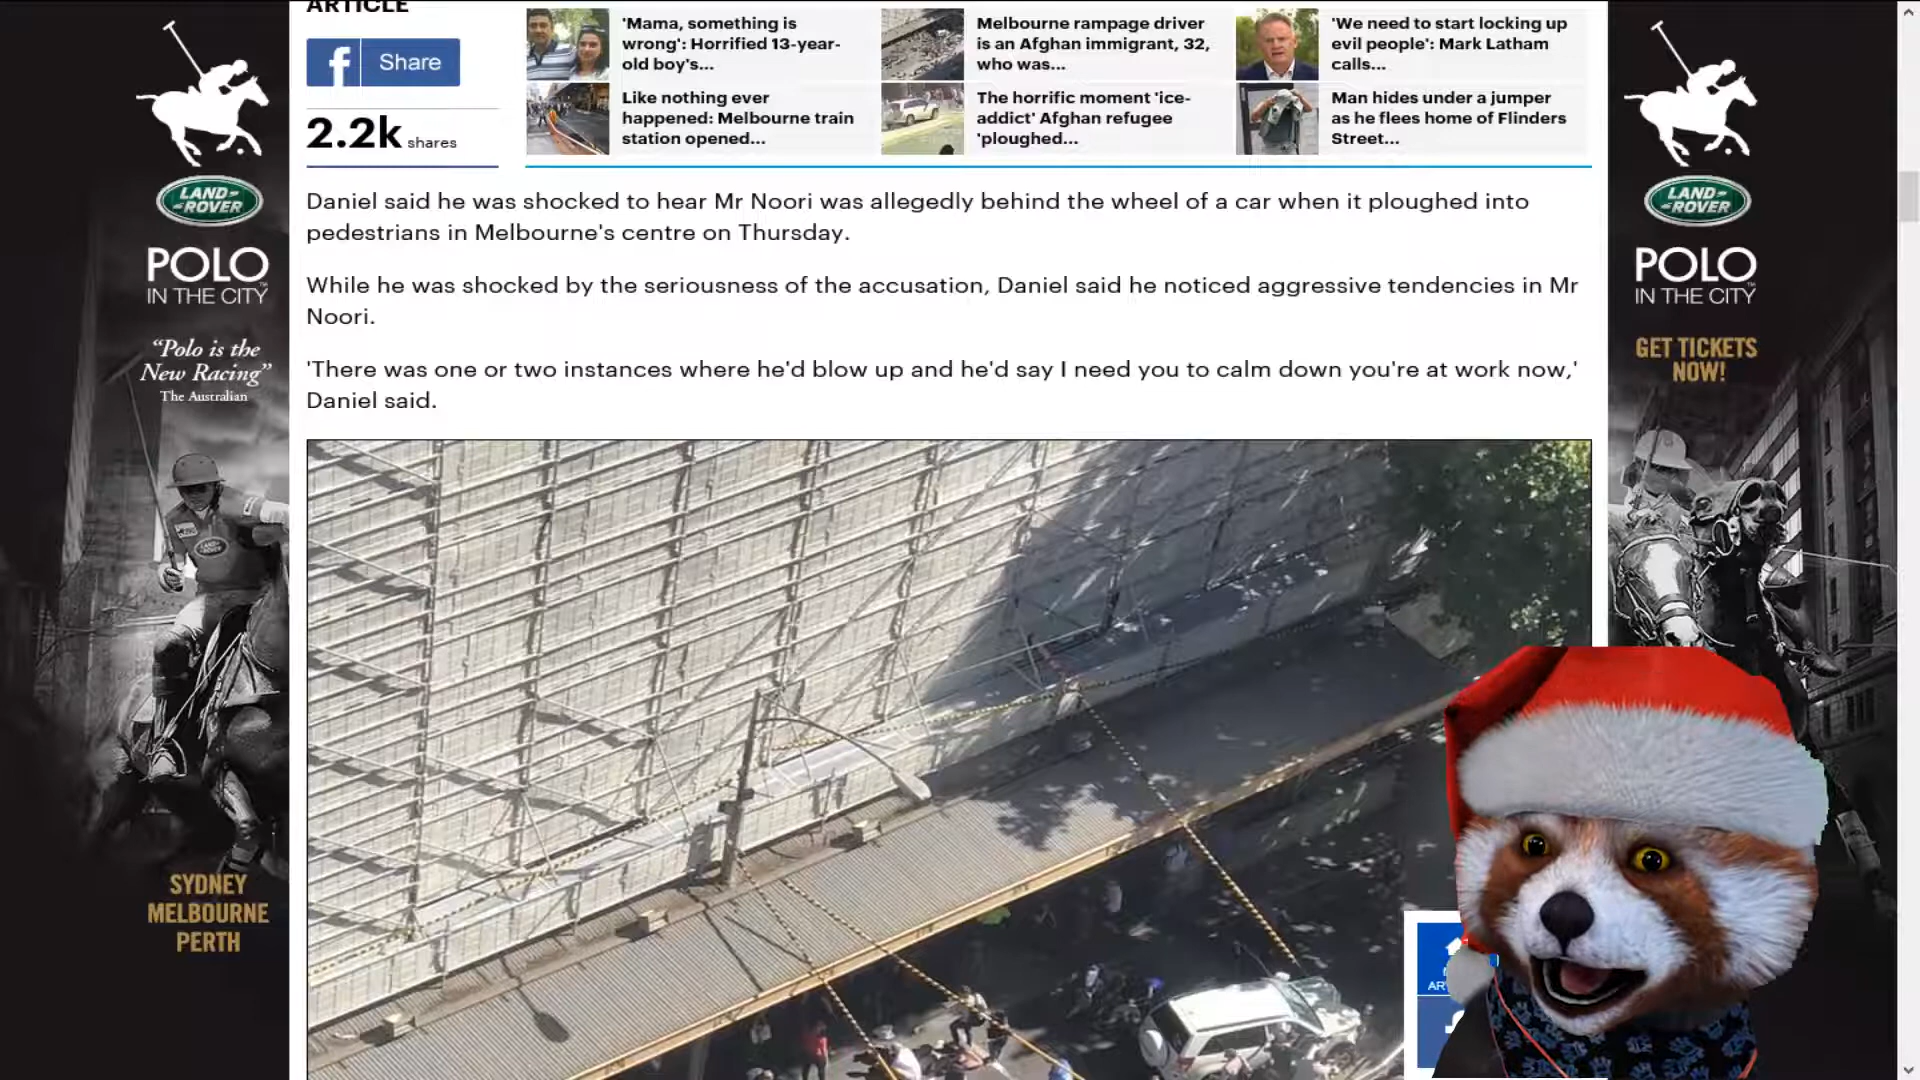 ARTICLE
f Share
2.2k shares
'Mama, something is
wrong': Horrified 13-year-
old boy's...
Melbourne rampage driver
is an Afghan immigrant, 32,
who was...
'We need to start locking up
evil people': Mark Latham
calls...
Like nothing ever
happened: Melbourne train
station opened...
The horrific moment 'ice-
addict' Afghan refugee
'ploughed...
Man hides under a jumper
as he flees home of Flinders
Street...
Daniel said he was shocked to hear Mr Noori was allegedly behind the wheel of a car when it ploughed into
pedestrians in Melbourne's centre on Thursday.
While he was shocked by the seriousness of the accusation, Daniel said he noticed aggressive tendencies in Mr
Noori.
'There was one or two instances where he'd blow up and he'd say I need you to calm down you're at work now,'
Daniel said.
LAND-
ROVER
POLO
IN THE CITY
"Polo is the
New Racing"
The Australian
SYDNEY
MELBOURNE
PERTH
LAND-
ROVER
POLO
IN THE CITY
GET TICKETS
NOW!